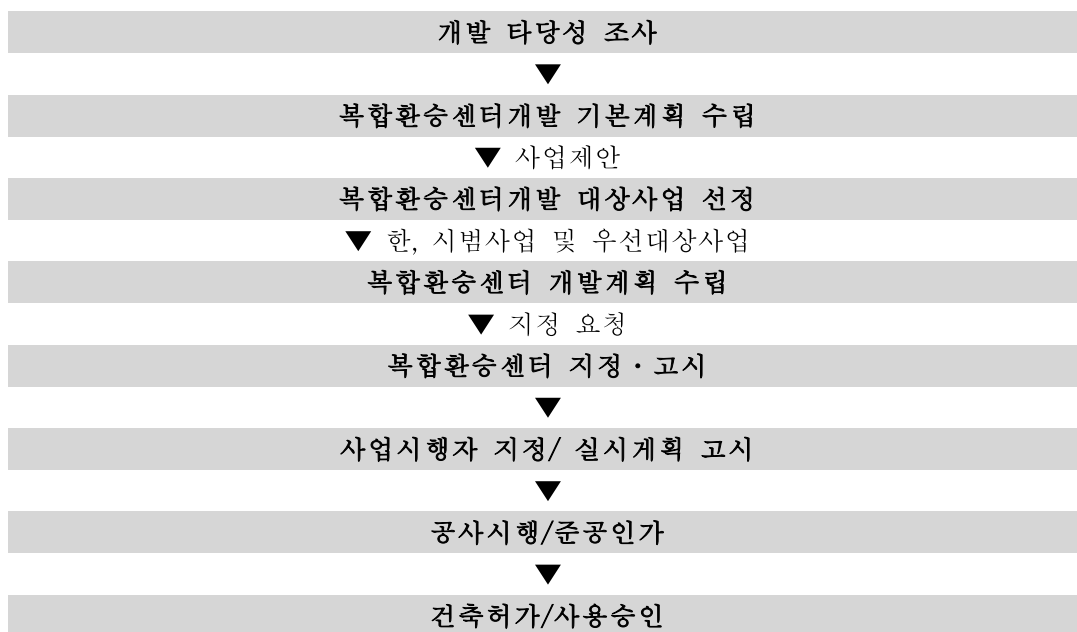 개발 타당성 조사
▼
복합환승센터개발 기본계획 수립
▼ 사업제안
복합환승센터개발 대상사업 선정
▼ 한, 시범사업 및 우선대상사업
복합환승센터 개발계획 수립
▼ 지정 요청
복합환승센터 지정·고시
▼
사업시행자 지정/ 실시계획 고시
▼
공사시행/준공인가
▼
건축허가/사용승인